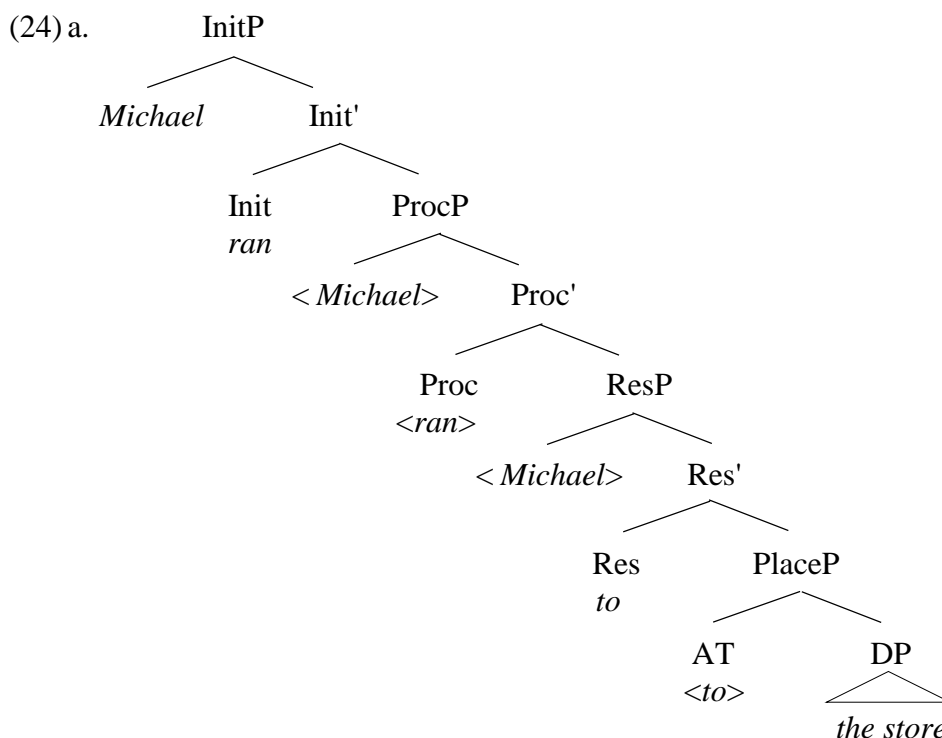 (24) a. InitP
Michael Init'
Init ProcP
ran
< Michael> Proc'
Proc ResP
<ran>
< Michael> Res'
Res PlaceP
to
AT DP
<to>
the store